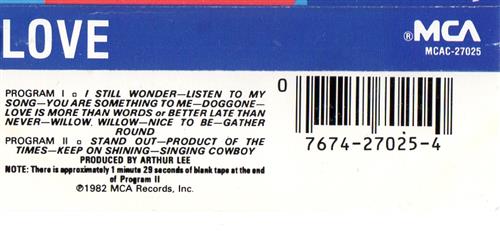 LOVE
®MCA
MCAC-27025
PROGRAM I □ I STILL WONDER—LISTEN TO MY
SONG—YOU ARE SOMETHING TO ME—DOGGONE—
LOVE IS MORE THAN WORDS or BETTER LATE THAN
NEVER—WILLOW, WILLOW—NICE TO BE—GATHER
ROUND
PROGRAM II □ STAND OUT—PRODUCT OF THE
TIMES—KEEP ON SHINING—SINGING COWBOY
PRODUCED BY ARTHUR LEE
NOTE: There is approximately 1 minute 29 seconds of blank tape at the end
of Program II
℗1982 MCA Records, Inc.
0
7674-27025-4